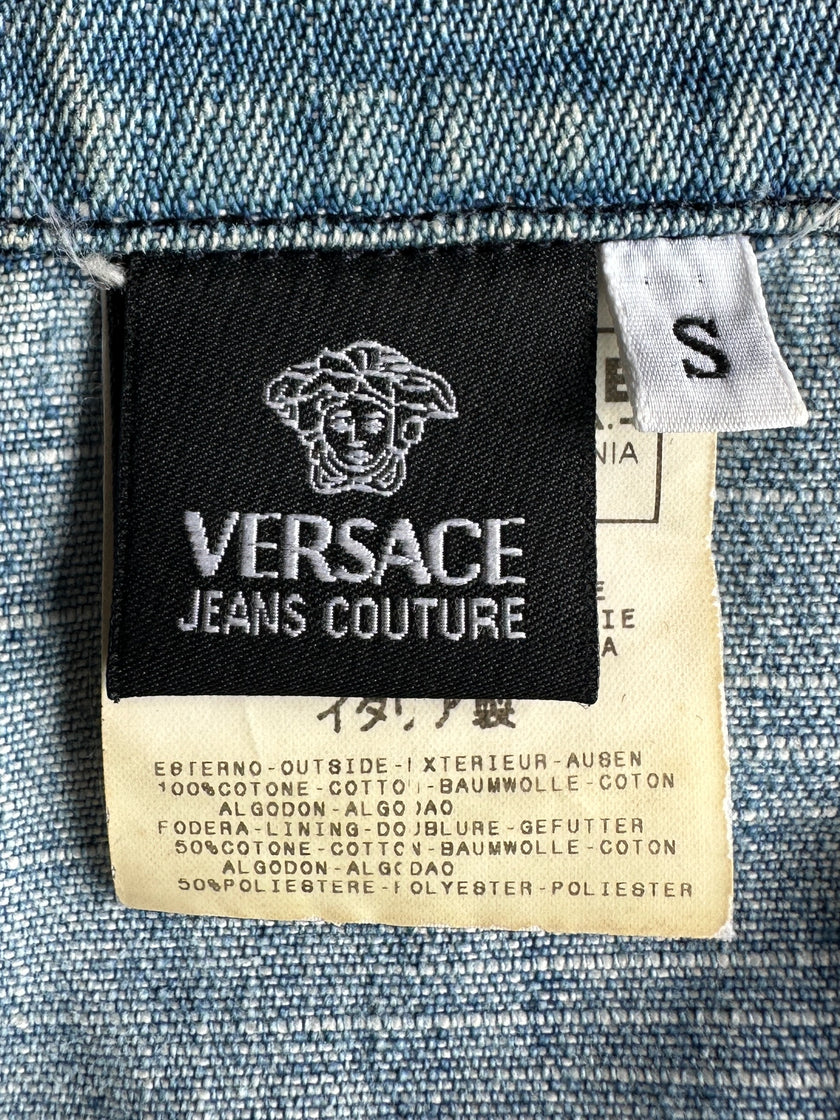 VERSACE
JEANS COUTURE
S
E
A.
NIA
E
IE
A
イタリア製
ESTERNO-OUTSIDE-EXTERIEUR-AUSEN
100%COTONE-COTTON-BAUMWOLLE-COTON
ALGODON-ALGODAO
FODERA-LINING-DOUBLURE-GEFUTTER
50%COTONE-COTTON-BAUMWOLLE-COTON
ALGODON-ALGODAO
50%POLIESTERE-POLYESTER-POLIESTER